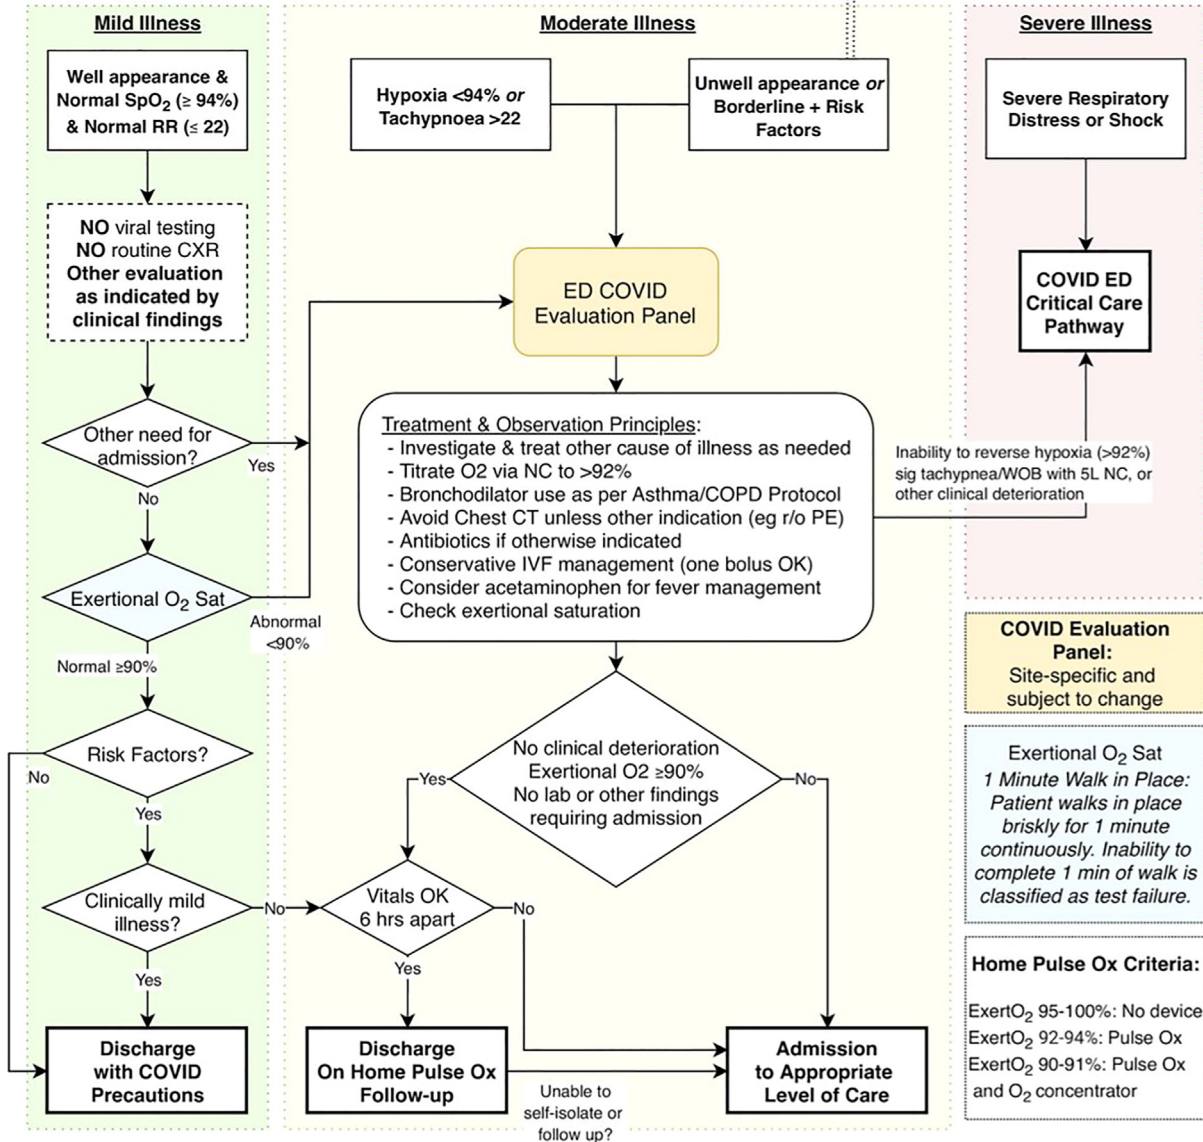 Mild Illness
Well appearance &
Normal SpO2 (≥ 94%)
& Normal RR (≤ 22)
NO viral testing
NO routine CXR
Other evaluation
as indicated by
clinical findings
Other need for
admission?
Yes
No
Exertional O2 Sat
Abnormal
<90%
Normal ≥90%
Risk Factors?
No
Yes
Clinically mild
illness?
No
Yes
Discharge
with COVID
Precautions
Moderate Illness
Hypoxia <94% or
Tachypnoea >22
Unwell appearance or
Borderline + Risk
Factors
ED COVID
Evaluation Panel
Treatment & Observation Principles:
- Investigate & treat other cause of illness as needed
- Titrate O2 via NC to >92%
- Bronchodilator use as per Asthma/COPD Protocol
- Avoid Chest CT unless other indication (eg r/o PE)
- Antibiotics if otherwise indicated
- Conservative IVF management (one bolus OK)
- Consider acetaminophen for fever management
- Check exertional saturation
No clinical deterioration
Exertional O2 ≥90%
No lab or other findings
requiring admission
Yes
No
Vitals OK
6 hrs apart
No
Yes
Discharge
On Home Pulse Ox
Follow-up
Unable to
self-isolate or
follow up?
Admission
to Appropriate
Level of Care
Severe Illness
Severe Respiratory
Distress or Shock
COVID ED
Critical Care
Pathway
Inability to reverse hypoxia (>92%)
sig tachypnea/WOB with 5L NC, or
other clinical deterioration
COVID Evaluation
Panel:
Site-specific and
subject to change
Exertional O2 Sat
1 Minute Walk in Place:
Patient walks in place
briskly for 1 minute
continuously. Inability to
complete 1 min of walk is
classified as test failure.
Home Pulse Ox Criteria:
ExertO2 95-100%: No device
ExertO2 92-94%: Pulse Ox
ExertO2 90-91%: Pulse Ox
and O2 concentrator